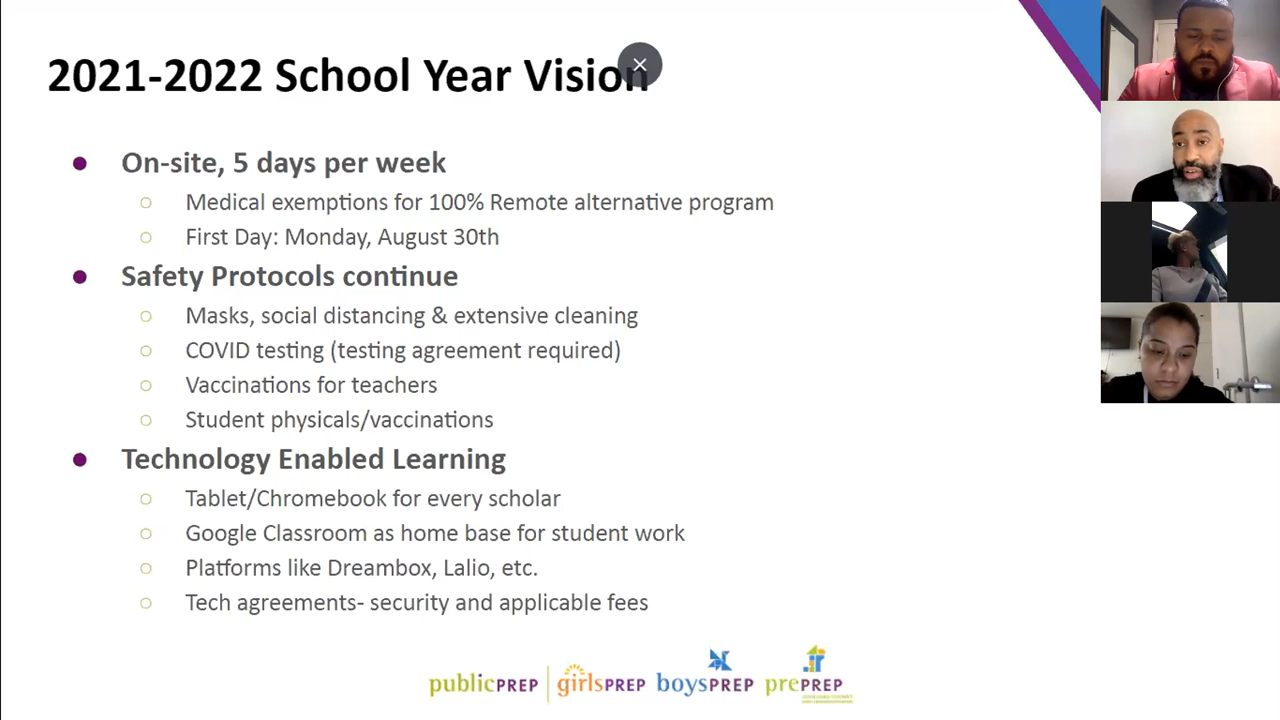 2021-2022 School Year Vision
On-site, 5 days per week
Medical exemptions for 100% Remote alternative program
First Day: Monday, August 30th
Safety Protocols continue
Masks, social distancing & extensive cleaning
COVID testing (testing agreement required)
Vaccinations for teachers
Student physicals/vaccinations
Technology Enabled Learning
Tablet/Chromebook for every scholar
Google Classroom as home base for student work
Platforms like Dreambox, Lalio, etc.
Tech agreements- security and applicable fees
publicPREP girlsPREP boysPREP prePREP